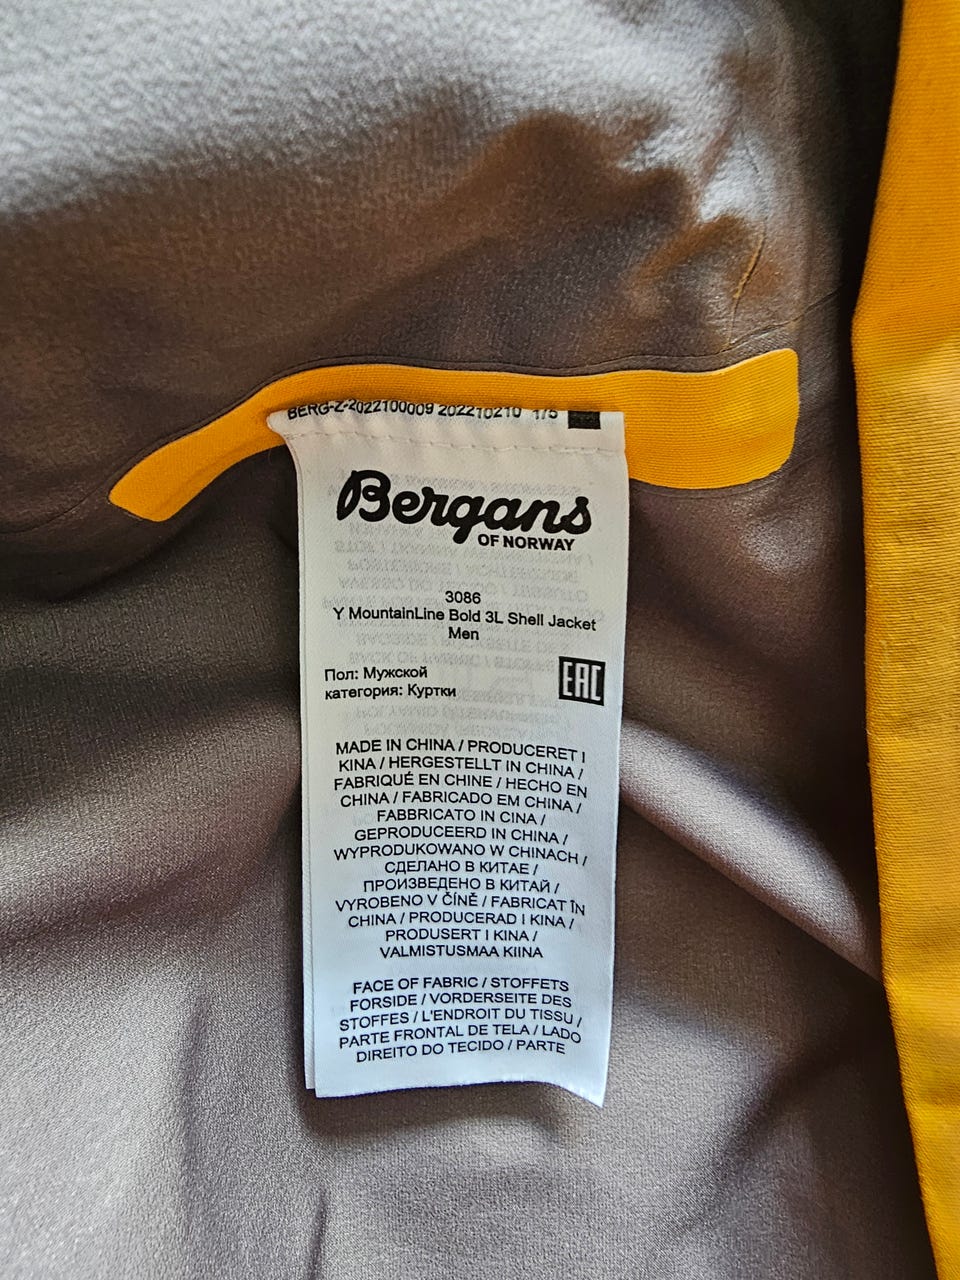 BERG-Z-2022100009 202210210 1/5
Bergans
OF NORWAY
3086
Y MountainLine Bold 3L Shell Jacket
Men
Пол: Мужской
категория: Куртки
EAC
MADE IN CHINA / PRODUCERET I
KINA / HERGESTELLT IN CHINA /
FABRIQUÉ EN CHINE / HECHO EN
CHINA / FABRICADO EM CHINA /
FABBRICATO IN CINA /
GEPRODUCEERD IN CHINA /
WYPRODUKOWANO W CHINACH /
СДЕЛАНО В КИТАЕ /
ПРОИЗВЕДЕНО В КИТАЙ /
VYROBENO V ČÍNĚ / FABRICAT ÎN
CHINA / PRODUCERAD I KINA /
PRODUSERT I KINA /
VALMISTUSMAA KIINA
FACE OF FABRIC / STOFFETS
FORSIDE / VORDERSEITE DES
STOFFES / L'ENDROIT DU TISSU /
PARTE FRONTAL DE TELA / LADO
DIREITO DO TECIDO / PARTE